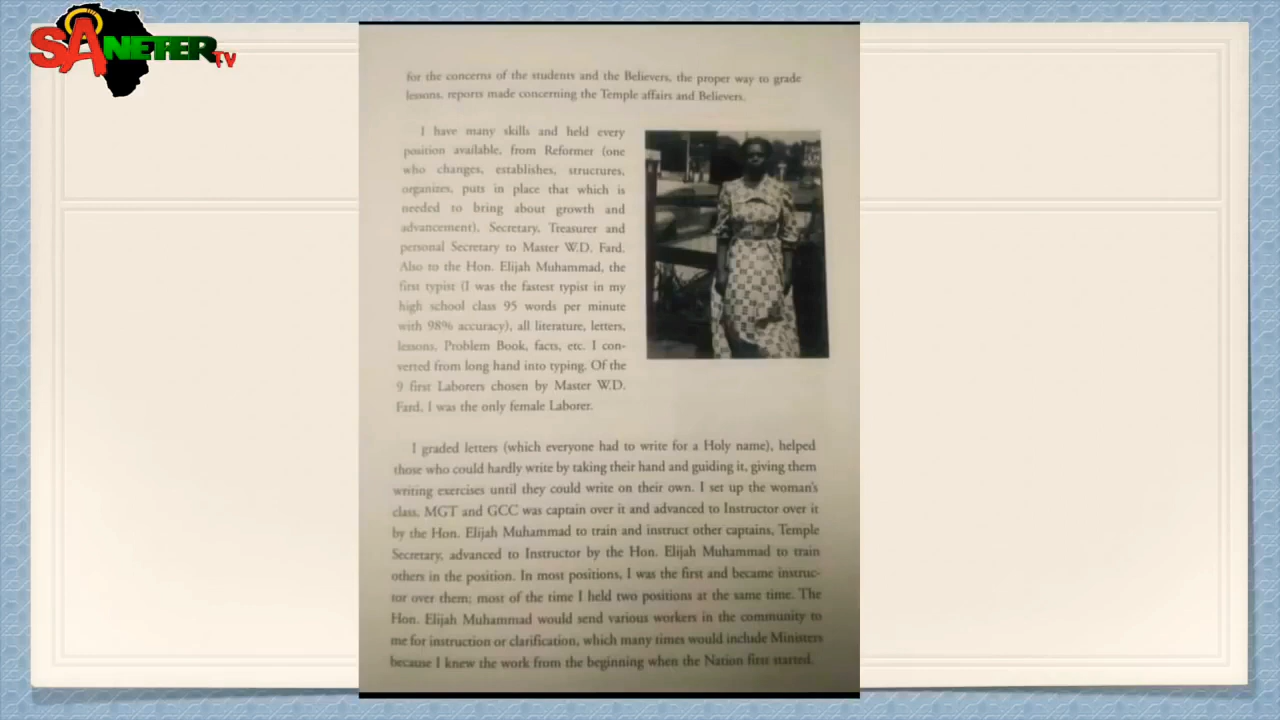 SANETER TV
for the concerns of the students and the Believers, the proper way to grade
lessons, reports made concerning the Temple affairs and Believers.
I have many skills and held every
position available, from Reformer (one
who changes, establishes, structures,
organizes, puts in place that which is
needed to bring about growth and
advancement), Secretary, Treasurer and
personal Secretary to Master W.D. Fard.
Also to the Hon. Elijah Muhammad, the
first typist (I was the fastest typist in my
high school class 95 words per minute
with 98% accuracy), all literature, letters,
lessons, Problem Book, facts, etc. I con-
verted from long hand into typing. Of the
9 first Laborers chosen by Master W.D.
Fard, I was the only female Laborer.
I graded letters (which everyone had to write for a Holy name), helped
those who could hardly write by taking their hand and guiding it, giving them
writing exercises until they could write on their own. I set up the woman's
class, MGT and GCC was captain over it and advanced to Instructor over it
by the Hon. Elijah Muhammad to train and instruct other captains, Temple
Secretary, advanced to Instructor by the Hon. Elijah Muhammad to train
others in the position. In most positions, I was the first and became instruc-
tor over them; most of the time I held two positions at the same time. The
Hon. Elijah Muhammad would send various workers in the community to
me for instruction or clarification, which many times would include Ministers
because I knew the work from the beginning when the Nation first started.